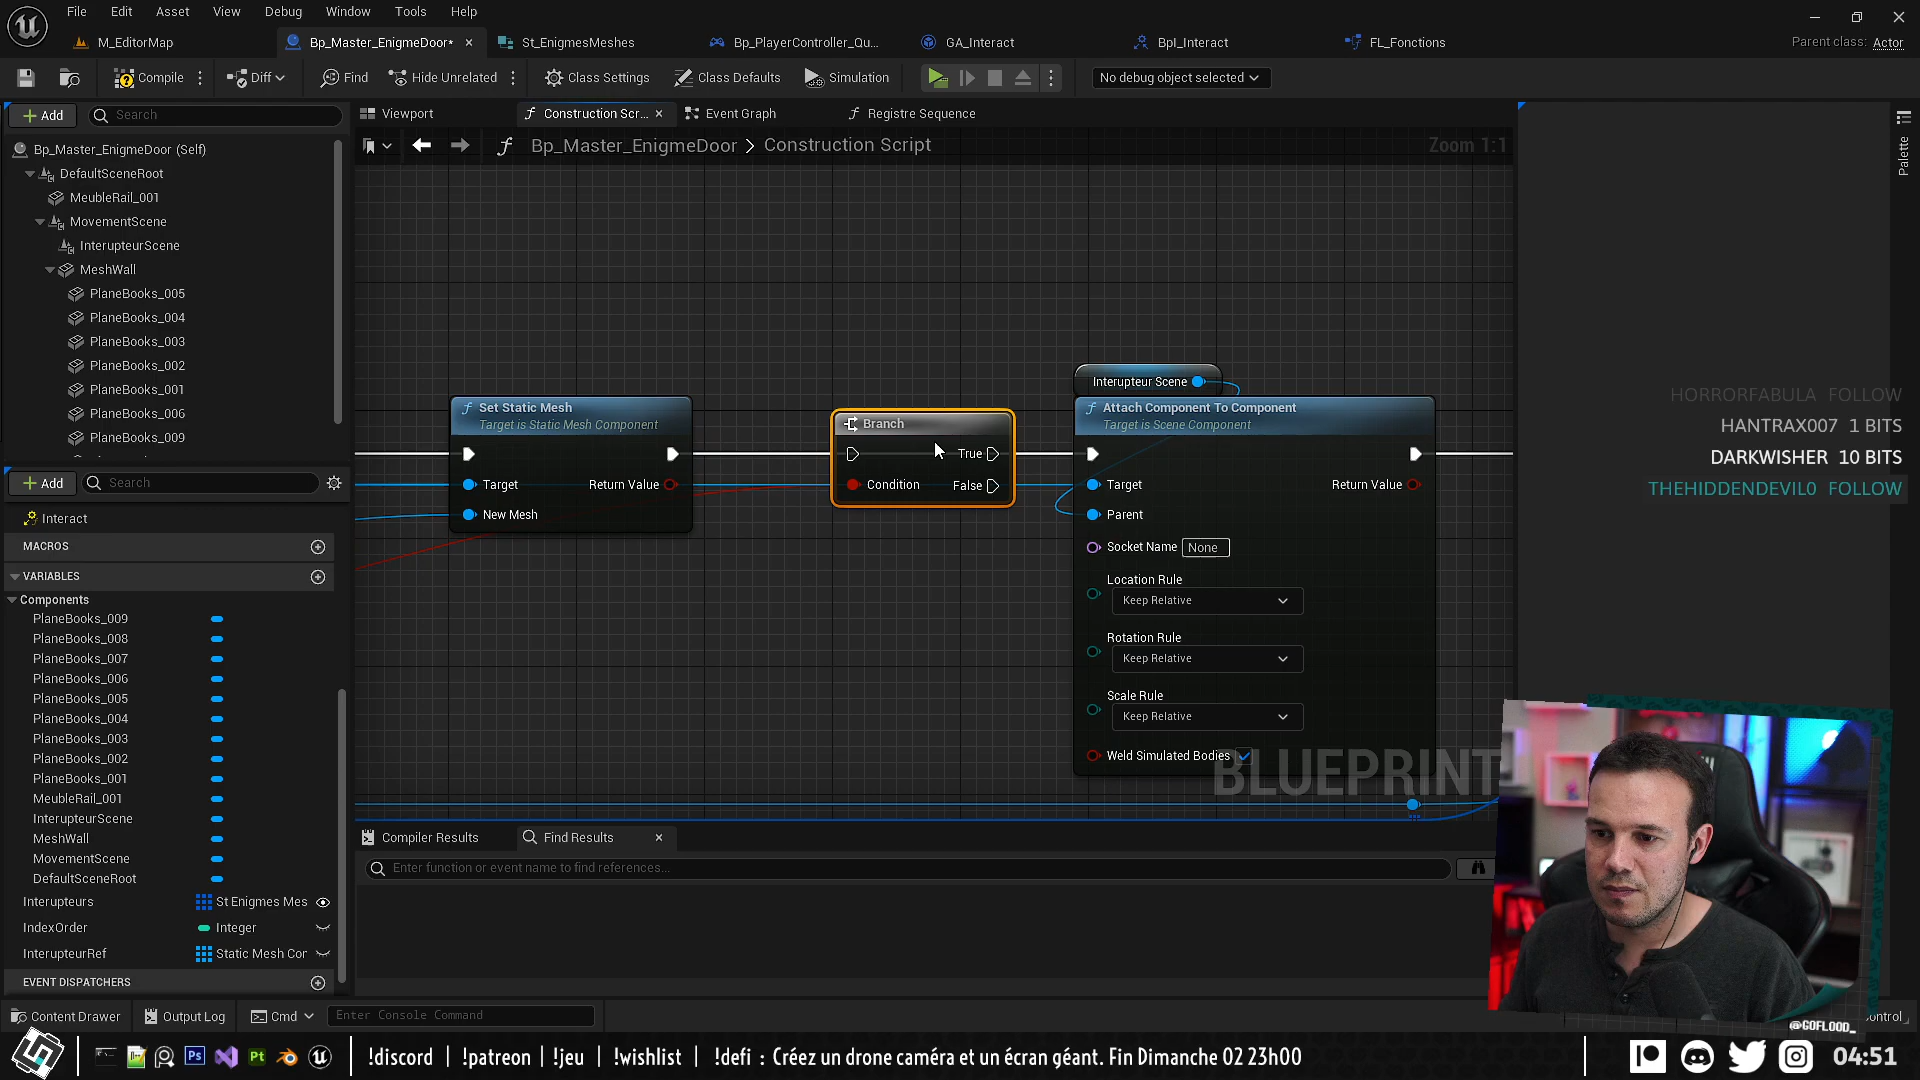 File Edit Asset View Debug Window Tools Help
M_EditorMap
Bp_Master_EnigmeDoor*
St_EnigmesMeshes
Bp_PlayerController_Qu...
GA_Interact
BpI_Interact
FL_Fonctions
Parent class: Actor
Compile
Diff
Find
Hide Unrelated
Class Settings
Class Defaults
Simulation
No debug object selected
Add
Search
Viewport
Construction Scr...
Event Graph
Registre Sequence
Bp_Master_EnigmeDoor > Construction Script
Zoom 1:1
Palette
Bp_Master_EnigmeDoor (Self)
DefaultSceneRoot
MeubleRail_001
MovementScene
InterupteurScene
MeshWall
PlaneBooks_005
PlaneBooks_004
PlaneBooks_003
PlaneBooks_002
PlaneBooks_001
PlaneBooks_006
PlaneBooks_009
Add
Search
Interact
MACROS
VARIABLES
Components
PlaneBooks_009
PlaneBooks_008
PlaneBooks_007
PlaneBooks_006
PlaneBooks_005
PlaneBooks_004
PlaneBooks_003
PlaneBooks_002
PlaneBooks_001
MeubleRail_001
InterupteurScene
MeshWall
MovementScene
DefaultSceneRoot
Interupteurs St Enigmes Mes
IndexOrder Integer
InterupteurRef Static Mesh Cor
EVENT DISPATCHERS
Set Static Mesh
Target is Static Mesh Component
Target Return Value
New Mesh
Branch
True
Condition False
Interupteur Scene
Attach Component To Component
Target is Scene Component
Target Return Value
Parent
Socket Name None
Location Rule
Keep Relative
Rotation Rule
Keep Relative
Scale Rule
Keep Relative
Weld Simulated Bodies
BLUEPRINT
HORRORFABULA FOLLOW
HANTRAX007 1 BITS
DARKWISHER 10 BITS
THEHIDDENDEVIL0 FOLLOW
Compiler Results
Find Results
Enter function or event name to find references...
Content Drawer
Output Log
Cmd
Enter Console Command
ontrol
@GOFLOOD_
Ps
Pt
!discord | !patreon | !jeu | !wishlist | !defi : Créez un drone caméra et un écran géant. Fin Dimanche 02 23h00
04:51